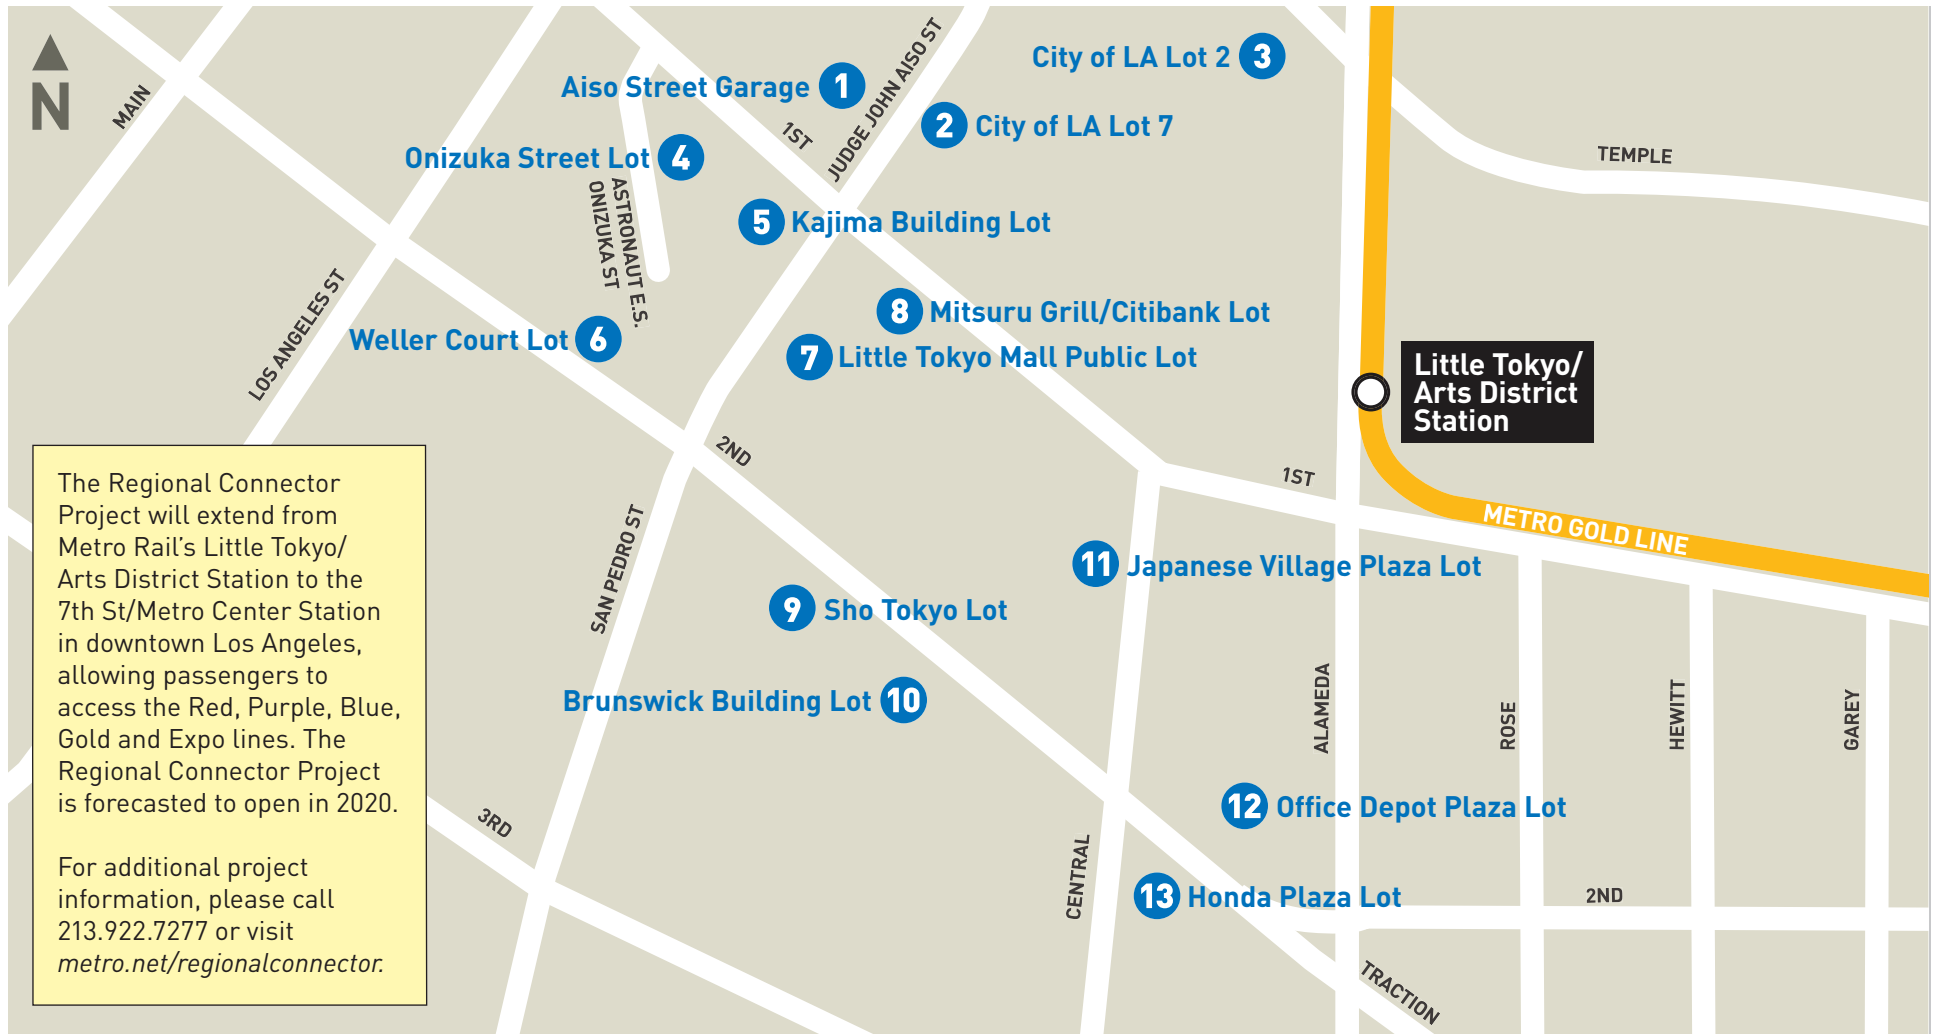 N
MAIN
Aiso Street Garage 1
JUDGE JOHN AISO ST
City of LA Lot 2 3
1ST
2 City of LA Lot 7
TEMPLE
Onizuka Street Lot 4
ASTRONAUT E.S.
ONIZUKA ST
5 Kajima Building Lot
LOS ANGELES ST
Weller Court Lot 6
8 Mitsuru Grill/Citibank Lot
7 Little Tokyo Mall Public Lot
Little Tokyo/
Arts District
Station
2ND
1ST
METRO GOLD LINE
SAN PEDRO ST
11 Japanese Village Plaza Lot
9 Sho Tokyo Lot
Brunswick Building Lot 10
ALAMEDA
ROSE
HEWITT
GAREY
12 Office Depot Plaza Lot
3RD
CENTRAL
13 Honda Plaza Lot
2ND
TRACTION
The Regional Connector
Project will extend from
Metro Rail's Little Tokyo/
Arts District Station to the
7th St/Metro Center Station
in downtown Los Angeles,
allowing passengers to
access the Red, Purple, Blue,
Gold and Expo lines. The
Regional Connector Project
is forecasted to open in 2020.
For additional project
information, please call
213.922.7277 or visit
metro.net/regionalconnector.